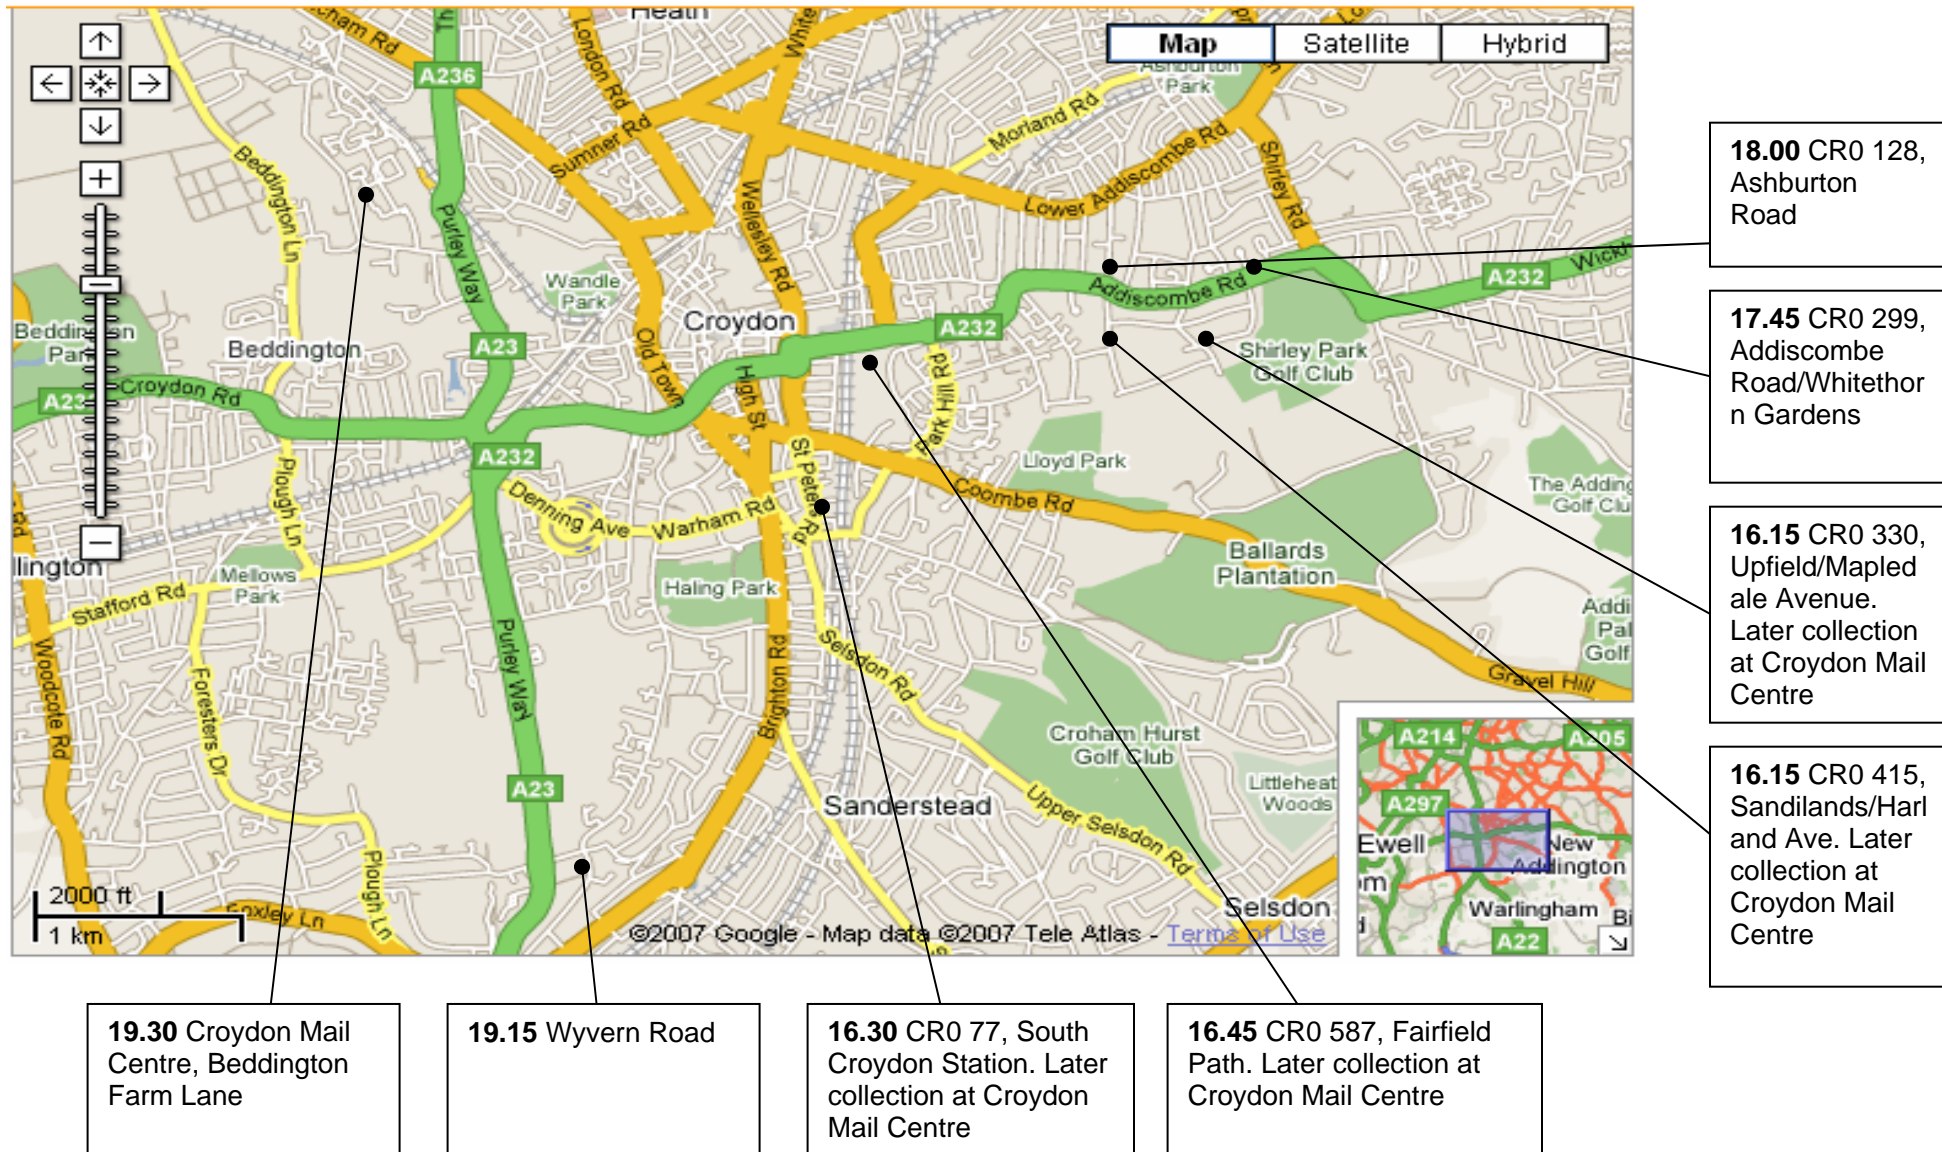 Heath
Map
Satellite
Hybrid
A236
London Rd
White
Ashburton
Park
Morland Rd
Beddington Ln
Sumner Rd
Wellesley Rd
Lower Addiscombe Rd
Shirley Rd
Purley Way
Wandle
Park
Croydon
Old Town
High St
A232
Addiscombe Rd
A232
Beddington
A23
Croydon Rd
A23
Park Hill Rd
Shirley Park
Golf Club
A232
St Peters Rd
Lloyd Park
Coombe Rd
Denning Ave
Warham Rd
Plough Ln
Ballards
Plantation
Mellows
Park
Haling Park
Stafford Rd
Woodcote Rd
Foresters Dr
Purley Way
Brighton Rd
Selsdon Rd
Gravel Hill
Croham Hurst
Golf Club
Littleheat
Woods
Upper Selsdon Rd
Sanderstead
A23
Plough Ln
Foxley Ln
Selsdon
2000 ft
1 km
©2007 Google - Map data ©2007 Tele Atlas - Terms of Use
A214
A205
A297
Ewell
New
Addington
Warlingham
A22
18.00 CR0 128,
Ashburton
Road
17.45 CR0 299,
Addiscombe
Road/Whitethor
n Gardens
16.15 CR0 330,
Upfield/Mapled
ale Avenue.
Later collection
at Croydon Mail
Centre
16.15 CR0 415,
Sandilands/Harl
and Ave. Later
collection at
Croydon Mail
Centre
19.30 Croydon Mail
Centre, Beddington
Farm Lane
19.15 Wyvern Road
16.30 CR0 77, South
Croydon Station. Later
collection at Croydon
Mail Centre
16.45 CR0 587, Fairfield
Path. Later collection at
Croydon Mail Centre